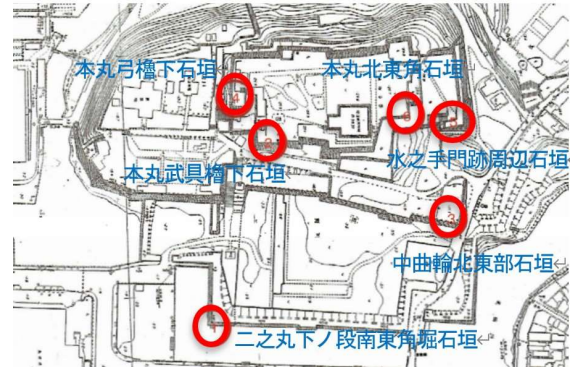 本丸弓櫓下石垣
本丸北東角石垣
水之手門跡周辺石垣
本丸武具櫓下石垣
中曲輪北東部石垣
二之丸下ノ段南東角堀石垣